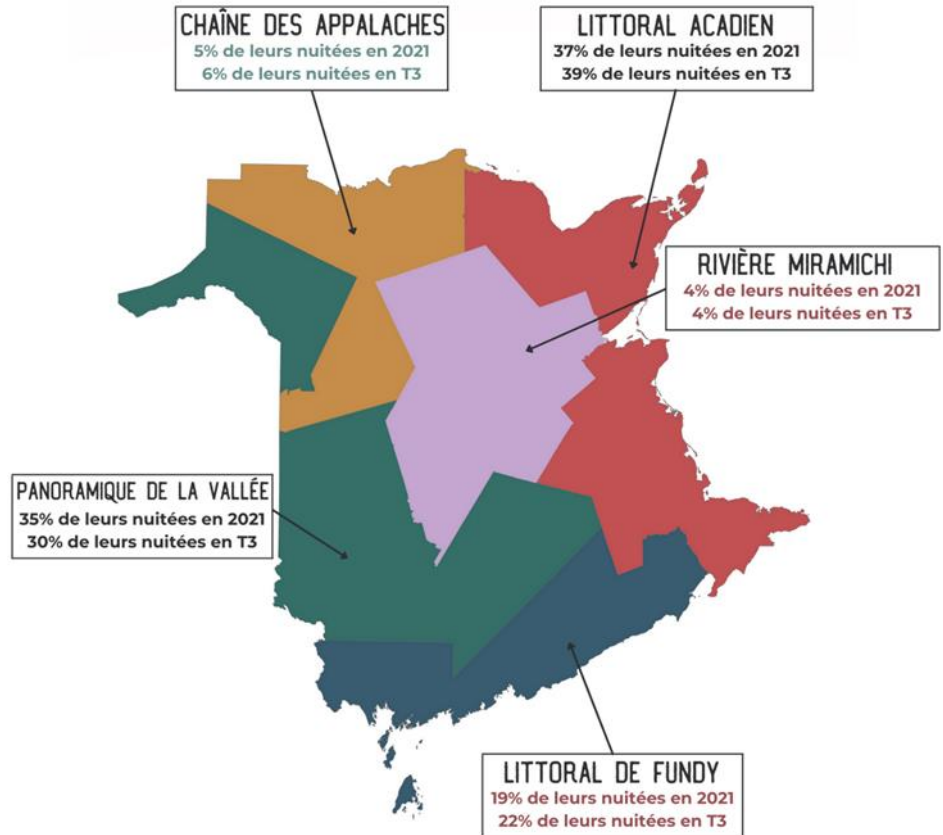 CHAÎNE DES APPALACHES
5% de leurs nuitées en 2021
6% de leurs nuitées en T3
LITTORAL ACADIEN
37% de leurs nuitées en 2021
39% de leurs nuitées en T3
RIVIÈRE MIRAMICHI
4% de leurs nuitées en 2021
4% de leurs nuitées en T3
PANORAMIQUE DE LA VALLÉE
35% de leurs nuitées en 2021
30% de leurs nuitées en T3
LITTORAL DE FUNDY
19% de leurs nuitées en 2021
22% de leurs nuitées en T3